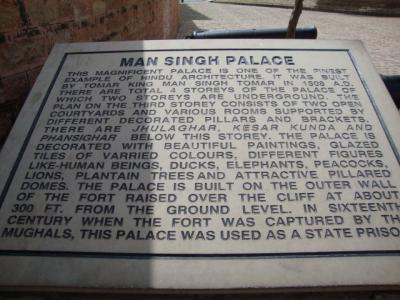 MAN SINGH PALACE
THIS MAGNIFICENT PALACE IS ONE OF THE FINEST
EXAMPLE OF HINDU ARCHITECTURE. IT WAS BUILT
BY TOMAR KING MAN SINGH TOMAR IN 1508 A.D.
THERE ARE TOTAL 4 STOREYS OF THE PALACE OF
WHICH TWO STOREYS ARE UNDERGROUND. THE
PLAN ON THE THIRD STOREY CONSISTS OF TWO OPEN
COURTYARDS AND VARIOUS ROOMS SUPPORTED BY
DIFFERENT DECORATED PILLARS AND BRACKETS.
THERE ARE JHULAGHAR, KESAR KUNDA AND
PHANSIGHAR BELOW THIS STOREY. THE PALACE IS
DECORATED WITH BEAUTIFUL PAINTINGS, GLAZED
TILES OF VARRIED COLOURS, DIFFERENT FIGURES
LIKE-HUMAN BEINGS, DUCKS, ELEPHANTS, PEACOCKS,
LIONS, PLANTAIN TREES AND ATTRACTIVE PILLARED
DOMES. THE PALACE IS BUILT ON THE OUTER WALL
OF THE FORT RAISED OVER THE CLIFF AT ABOUT
300 FT. FROM THE GROUND LEVEL. IN SIXTEENTH
CENTURY WHEN THE FORT WAS CAPTURED BY TH
MUGHALS, THIS PALACE WAS USED AS A STATE PRISO